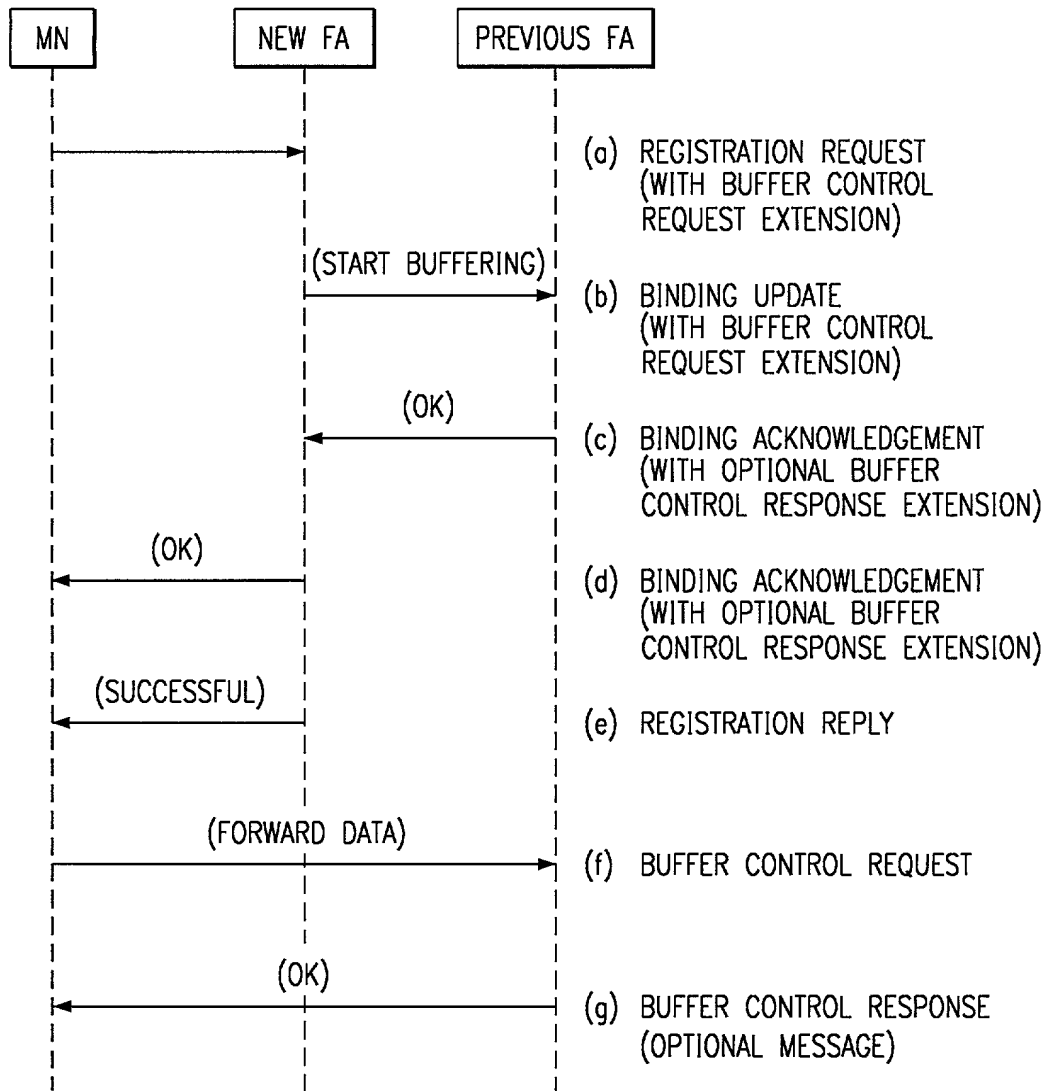 MN
NEW FA
PREVIOUS FA
(a) REGISTRATION REQUEST
(WITH BUFFER CONTROL
REQUEST EXTENSION)
(START BUFFERING)
(b) BINDING UPDATE
(WITH BUFFER CONTROL
REQUEST EXTENSION)
(OK)
(c) BINDING ACKNOWLEDGEMENT
(WITH OPTIONAL BUFFER
CONTROL RESPONSE EXTENSION)
(OK)
(d) BINDING ACKNOWLEDGEMENT
(WITH OPTIONAL BUFFER
CONTROL RESPONSE EXTENSION)
(SUCCESSFUL)
(e) REGISTRATION REPLY
(FORWARD DATA)
(f) BUFFER CONTROL REQUEST
(OK)
(g) BUFFER CONTROL RESPONSE
(OPTIONAL MESSAGE)